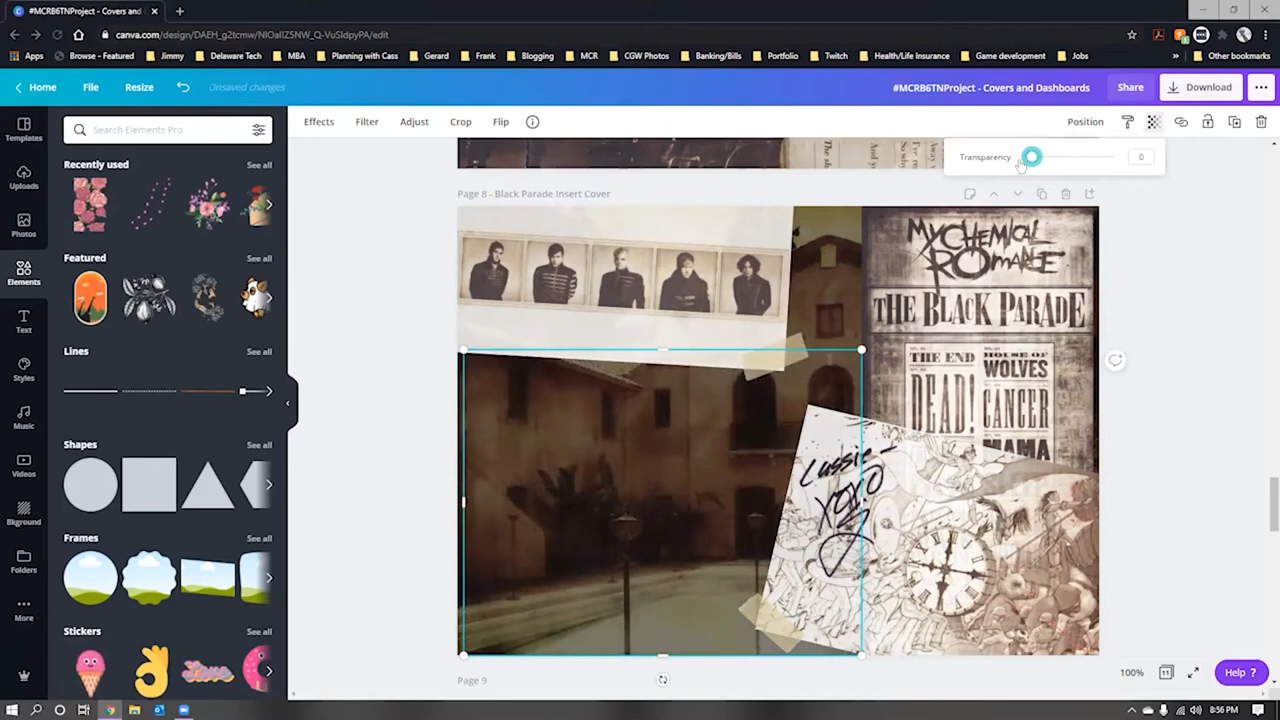 #MCRB6TNProject - Covers an
canva.com/design/DAEH_g2tcmw/NIOaIlZ5NW_Q-VuSldpyPA/edit
Apps Browse - Featured Jimmy Delaware Tech MBA Planning with Cass Gerard Frank Blogging MCR CGW Photos Banking/Bills Portfolio Twitch Health/Life Insurance Game development Jobs » Other bookmarks
Home File Resize Unsaved changes #MCRB6TNProject - Covers and Dashboards Share Download
Effects Filter Adjust Crop Flip Position
Templates
Uploads
Photos
Elements
Text
Styles
Music
Videos
Bkground
Folders
More
Search Elements Pro
Recently used See all
Featured See all
Lines See all
Shapes See all
Frames See all
Stickers See all
Transparency 0
Page 8 - Black Parade Insert Cover
MY CHEMICAL
ROMANCE
THE BLACK PARADE
THE END
DEAD!
HOUSE OF
WOLVES
CANCER
MAMA
Cassie -
XOXO
Page 9
100% 11 Help ?
8:56 PM